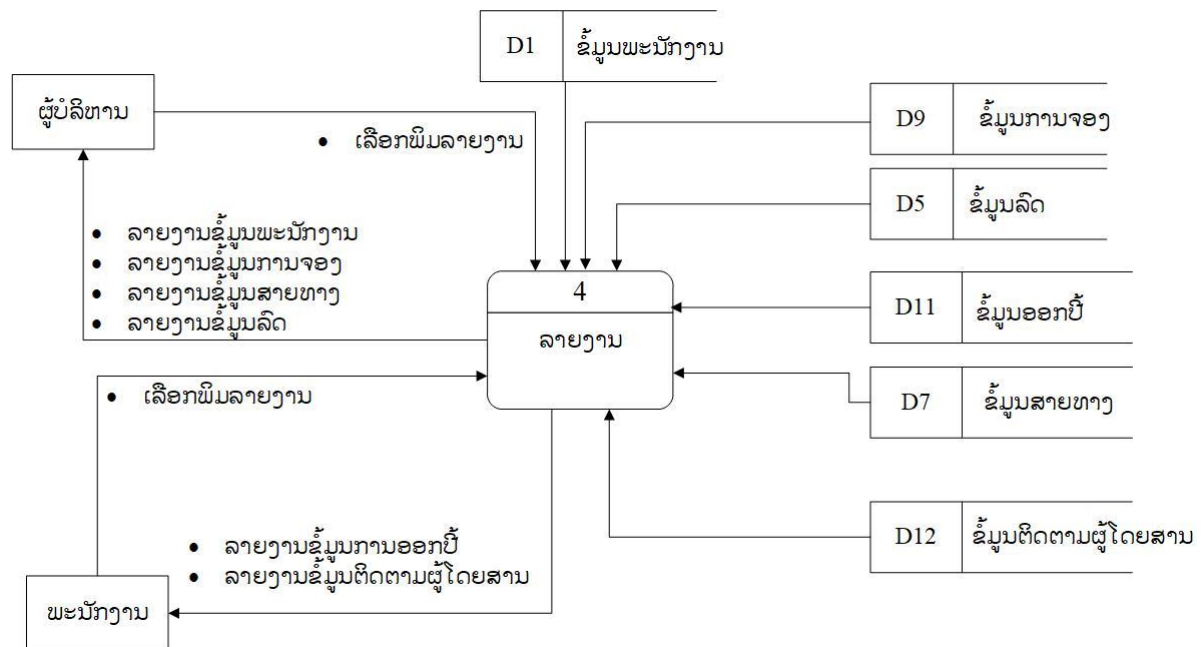 D1
ຂໍ້ມູນພະນັກງານ
ຜູ້ບໍລິຫານ
D9
ຂໍ້ມູນການຈອງ
• ເລືອກພິມລາຍງານ
D5
ຂໍ້ມູນລົດ
• ລາຍງານຂໍ້ມູນພະນັກງານ
• ລາຍງານຂໍ້ມູນການຈອງ
• ລາຍງານຂໍ້ມູນສາຍທາງ
• ລາຍງານຂໍ້ມູນລົດ
4
ລາຍງານ
D11
ຂໍ້ມູນອອກປີ້
• ເລືອກພິມລາຍງານ
D7
ຂໍ້ມູນສາຍທາງ
D12
ຂໍ້ມູນຕິດຕາມຜູ້ໂດຍສານ
• ລາຍງານຂໍ້ມູນການອອກປີ້
• ລາຍງານຂໍ້ມູນຕິດຕາມຜູ້ໂດຍສານ
ພະນັກງານ